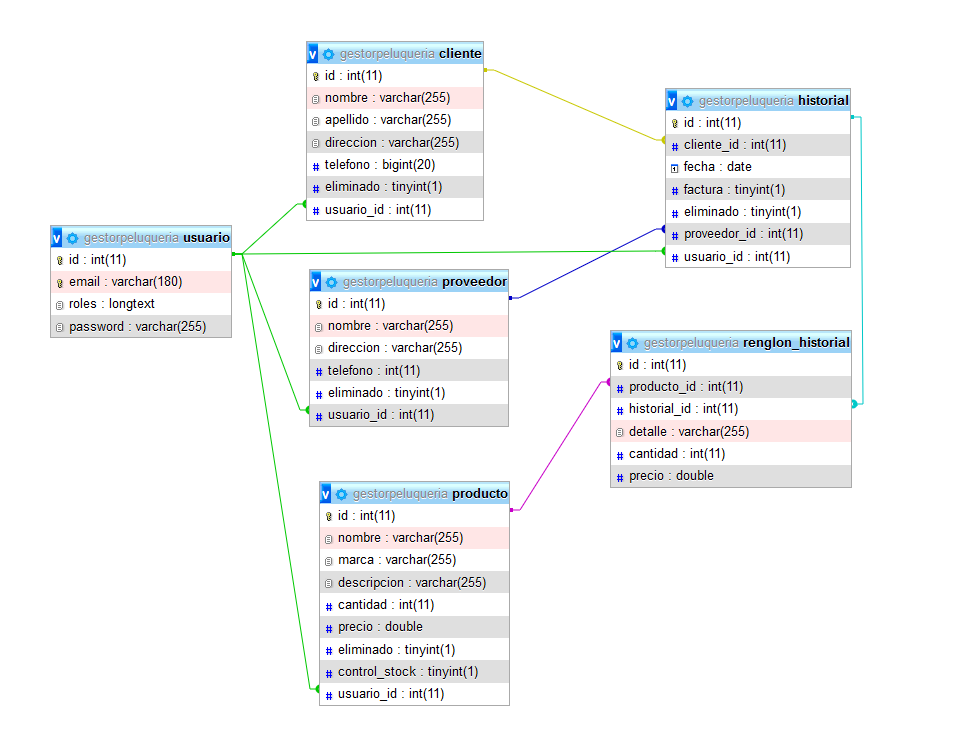 gestorpeluqueria cliente
id : int(11)
nombre : varchar(255)
apellido : varchar(255)
direccion : varchar(255)
telefono : bigint(20)
eliminado : tinyint(1)
usuario_id : int(11)
gestorpeluqueria historial
id : int(11)
cliente_id : int(11)
fecha : date
factura : tinyint(1)
eliminado : tinyint(1)
proveedor_id : int(11)
usuario_id : int(11)
gestorpeluqueria usuario
id : int(11)
email : varchar(180)
roles : longtext
password : varchar(255)
gestorpeluqueria proveedor
id : int(11)
nombre : varchar(255)
direccion : varchar(255)
telefono : int(11)
eliminado : tinyint(1)
usuario_id : int(11)
gestorpeluqueria renglon_historial
id : int(11)
producto_id : int(11)
historial_id : int(11)
detalle : varchar(255)
cantidad : int(11)
precio : double
gestorpeluqueria producto
id : int(11)
nombre : varchar(255)
marca : varchar(255)
descripcion : varchar(255)
cantidad : int(11)
precio : double
eliminado : tinyint(1)
control_stock : tinyint(1)
usuario_id : int(11)